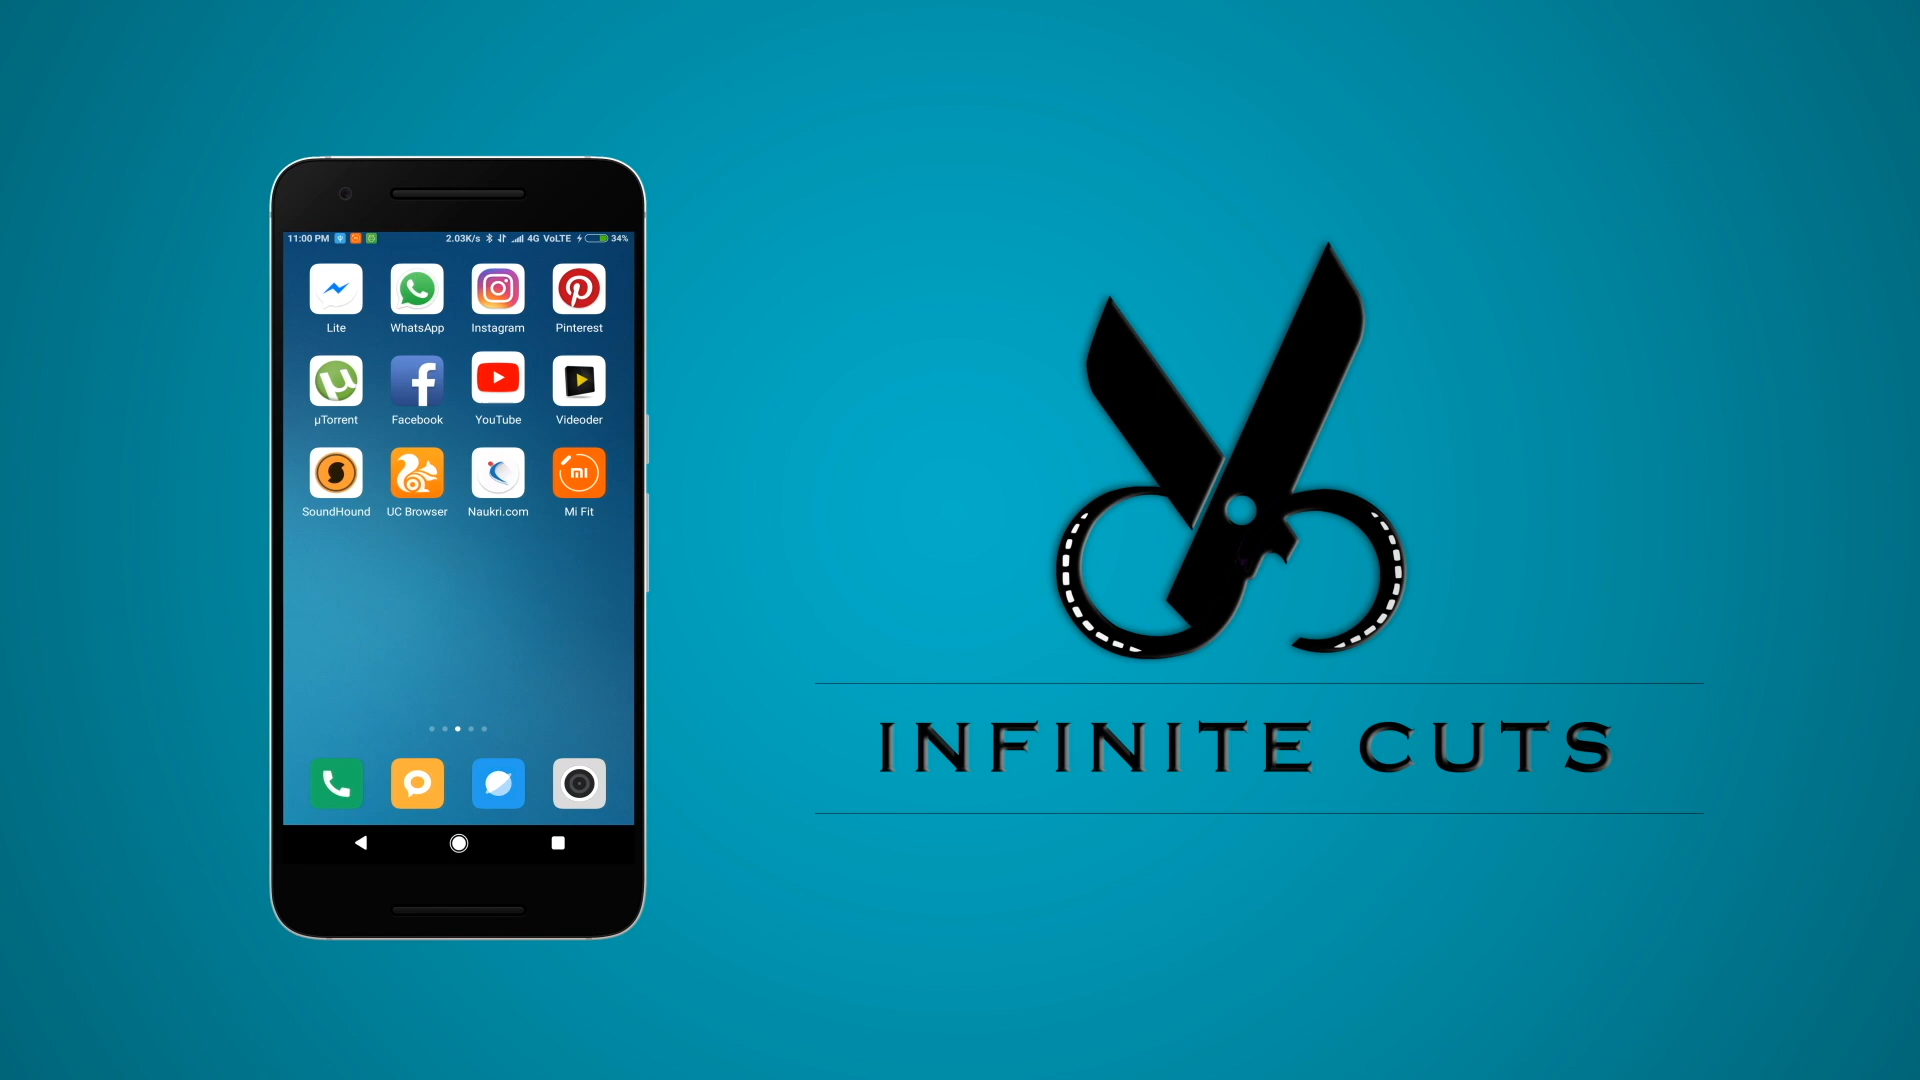 11:00 PM 2.03K/s 4G VoLTE 34%
Lite WhatsApp Instagram Pinterest
µTorrent Facebook YouTube Videoder
SoundHound UC Browser Naukri.com Mi Fit
INFINITE CUTS